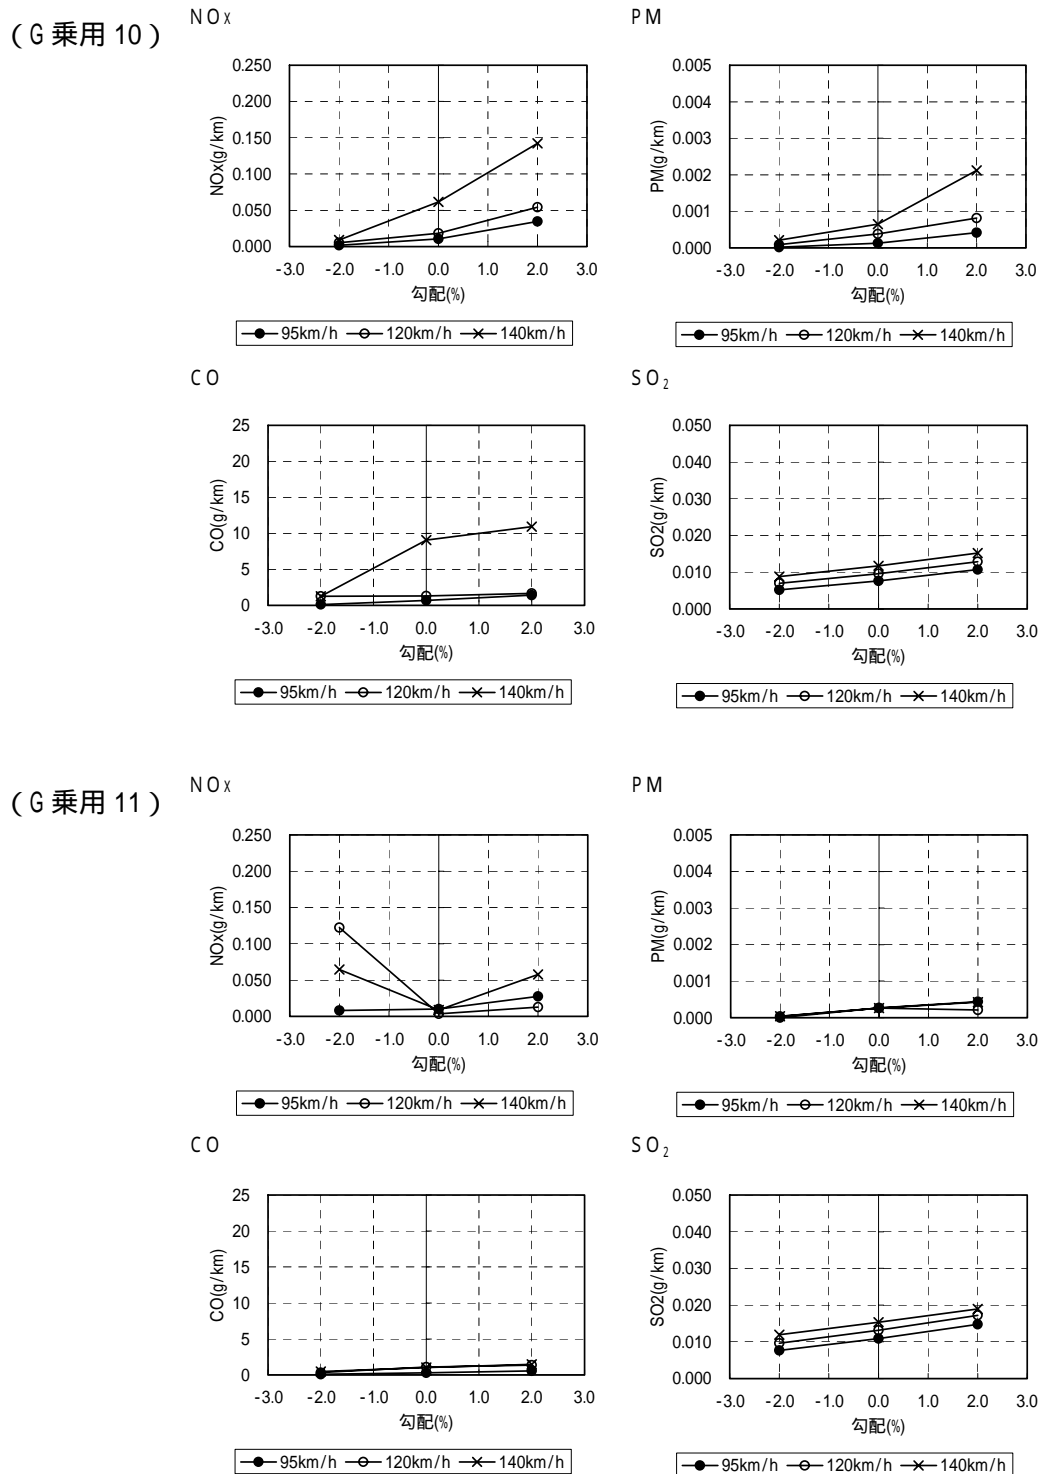 (G乗用10)
NOx
PM
0.250
0.200
0.150
0.100
0.050
0.000
NOx(g/km)
-3.0 -2.0 -1.0 0.0 1.0 2.0 3.0
勾配(%)
95km/h 120km/h 140km/h
0.005
0.004
0.003
0.002
0.001
0.000
PM(g/km)
-3.0 -2.0 -1.0 0.0 1.0 2.0 3.0
勾配(%)
95km/h 120km/h 140km/h
CO
SO₂
25
20
15
10
5
0
CO(g/km)
-3.0 -2.0 -1.0 0.0 1.0 2.0 3.0
勾配(%)
95km/h 120km/h 140km/h
0.050
0.040
0.030
0.020
0.010
0.000
SO2(g/km)
-3.0 -2.0 -1.0 0.0 1.0 2.0 3.0
勾配(%)
95km/h 120km/h 140km/h
(G乗用11)
NOx
PM
0.250
0.200
0.150
0.100
0.050
0.000
NOx(g/km)
-3.0 -2.0 -1.0 0.0 1.0 2.0 3.0
勾配(%)
95km/h 120km/h 140km/h
0.005
0.004
0.003
0.002
0.001
0.000
PM(g/km)
-3.0 -2.0 -1.0 0.0 1.0 2.0 3.0
勾配(%)
95km/h 120km/h 140km/h
CO
SO₂
25
20
15
10
5
0
CO(g/km)
-3.0 -2.0 -1.0 0.0 1.0 2.0 3.0
勾配(%)
95km/h 120km/h 140km/h
0.050
0.040
0.030
0.020
0.010
0.000
SO2(g/km)
-3.0 -2.0 -1.0 0.0 1.0 2.0 3.0
勾配(%)
95km/h 120km/h 140km/h